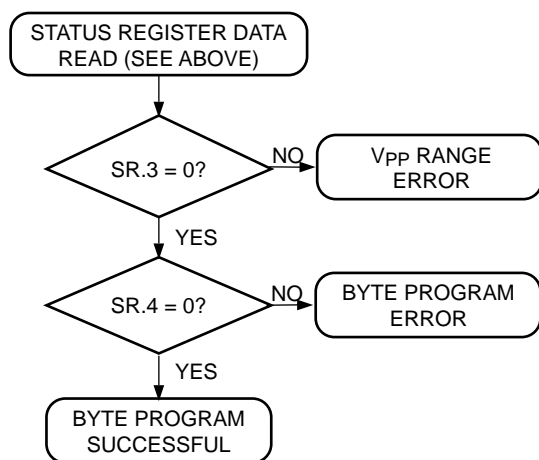 STATUS REGISTER DATA
READ (SEE ABOVE)
SR.3 = 0?
NO
VPP RANGE
ERROR
YES
SR.4 = 0?
NO
BYTE PROGRAM
ERROR
YES
BYTE PROGRAM
SUCCESSFUL